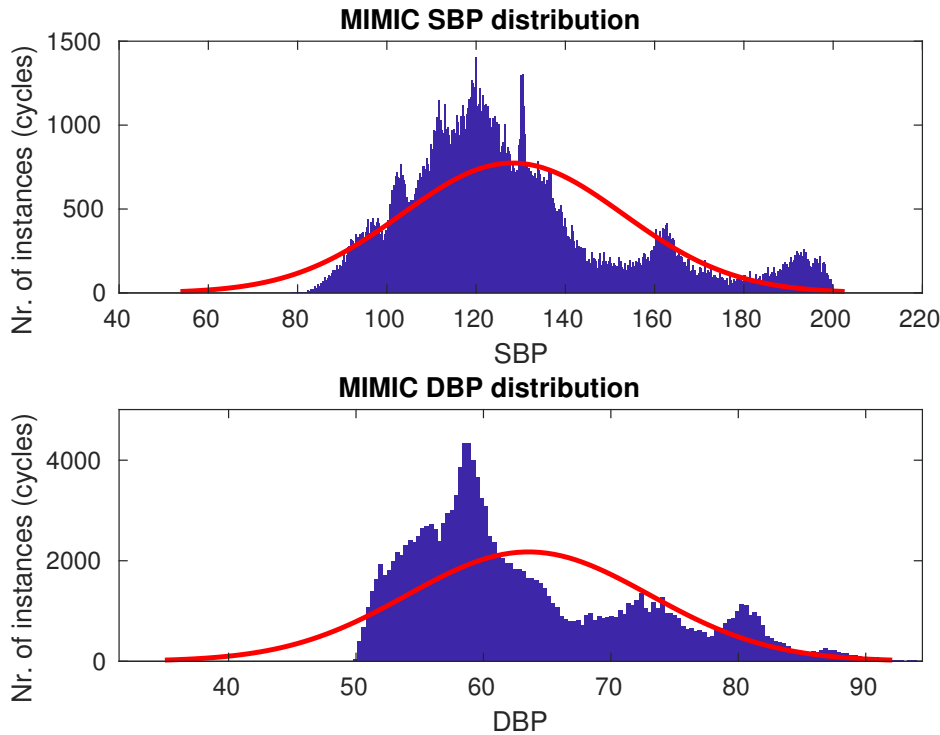 MIMIC SBP distribution
Nr. of instances (cycles)
1500
1000
500
0
40 60 80 100 120 140 160 180 200 220
SBP
MIMIC DBP distribution
Nr. of instances (cycles)
4000
2000
0
40 50 60 70 80 90
DBP